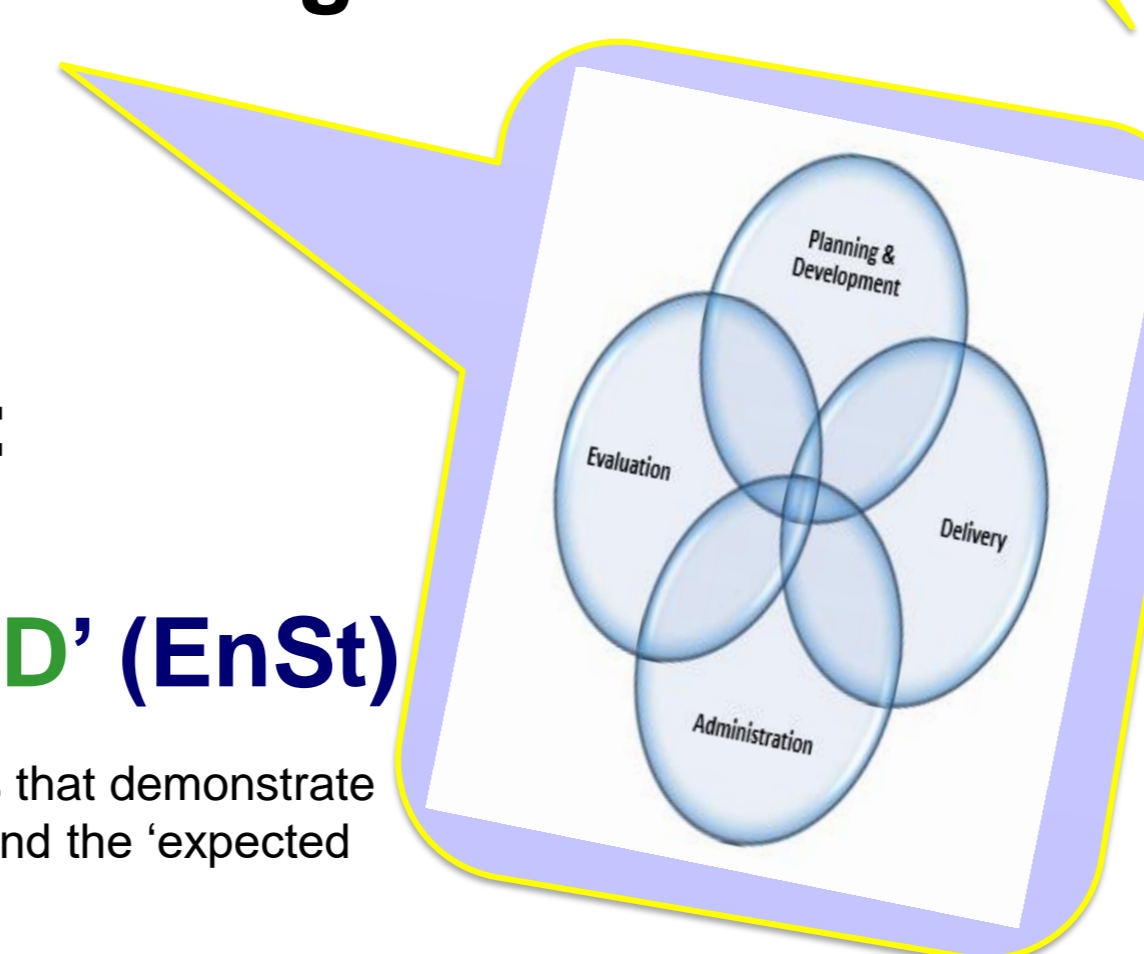 g
Planning &
Development
Evaluation
Delivery
:
D’ (EnSt)
Administration
that demonstrate
nd the ‘expected